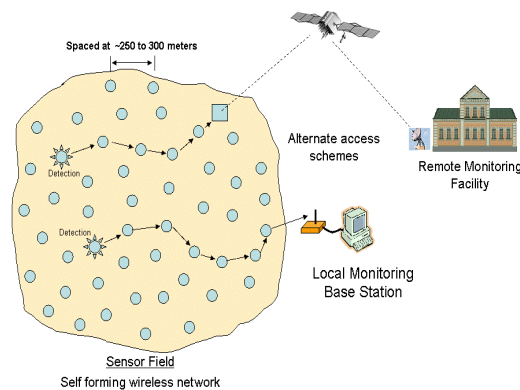 Spaced at ~250 to 300 meters
Detection
Detection
Alternate access
schemes
Remote Monitoring
Facility
Local Monitoring
Base Station
Sensor Field
Self forming wireless network